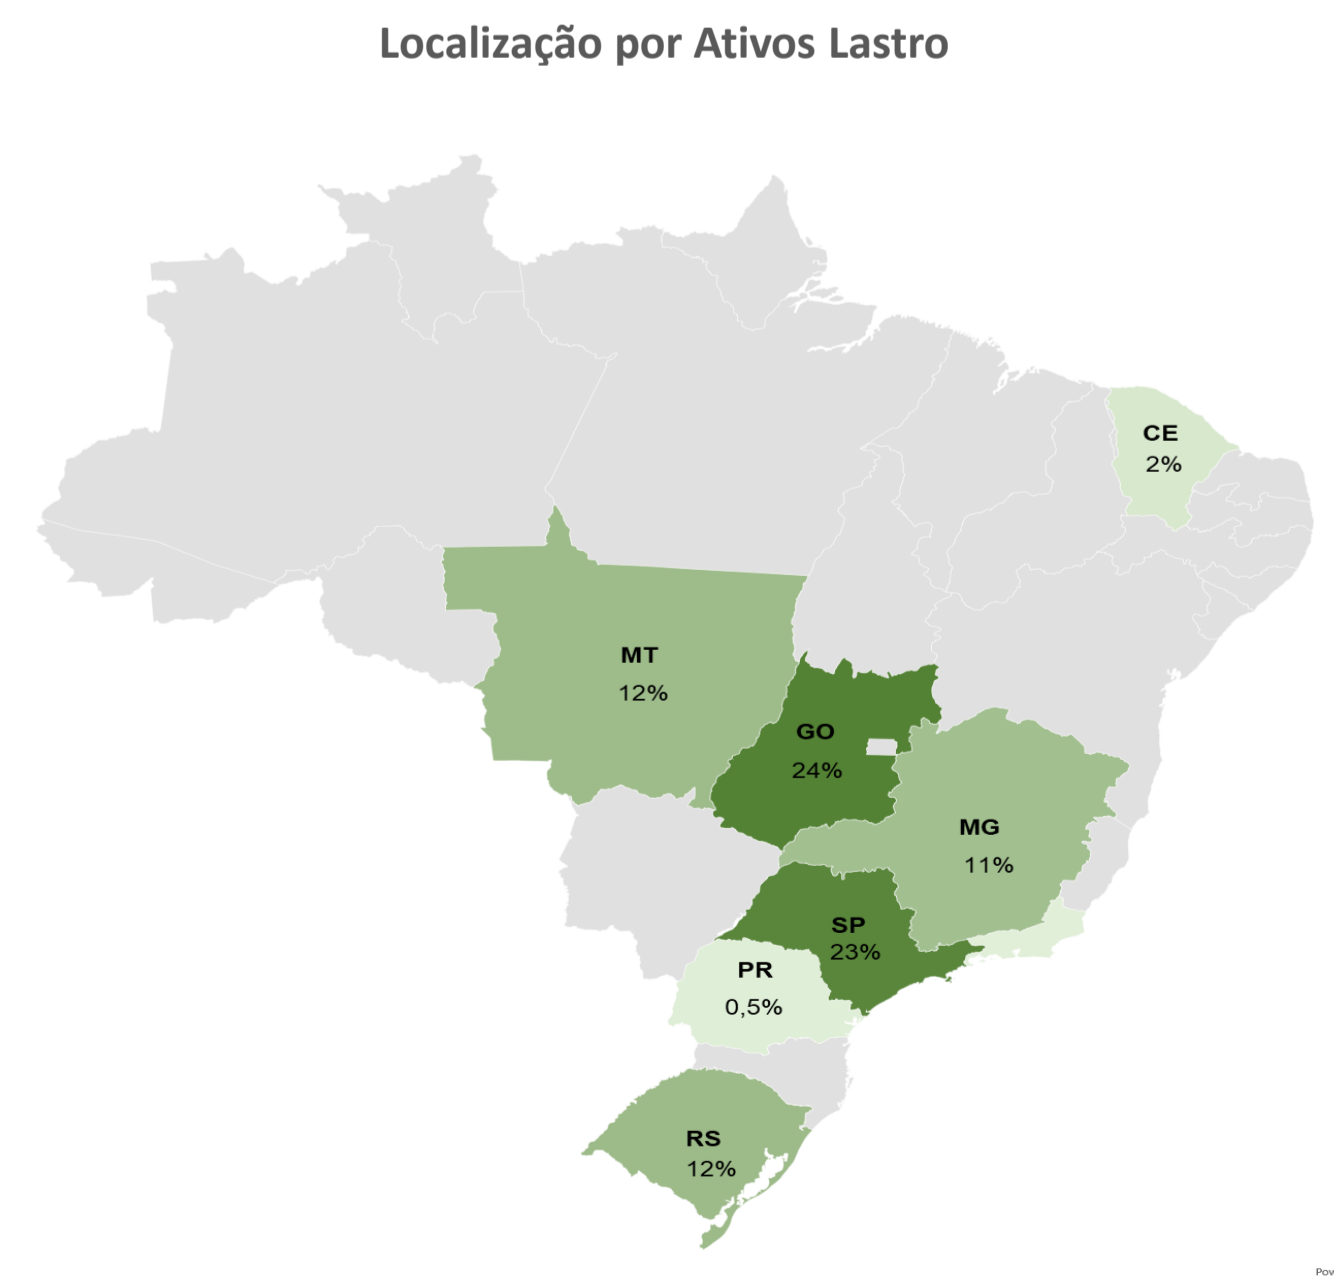 Localização por Ativos Lastro
CE
2%
MT
12%
GO
24%
MG
11%
SP
23%
PR
0,5%
RS
12%
Pov